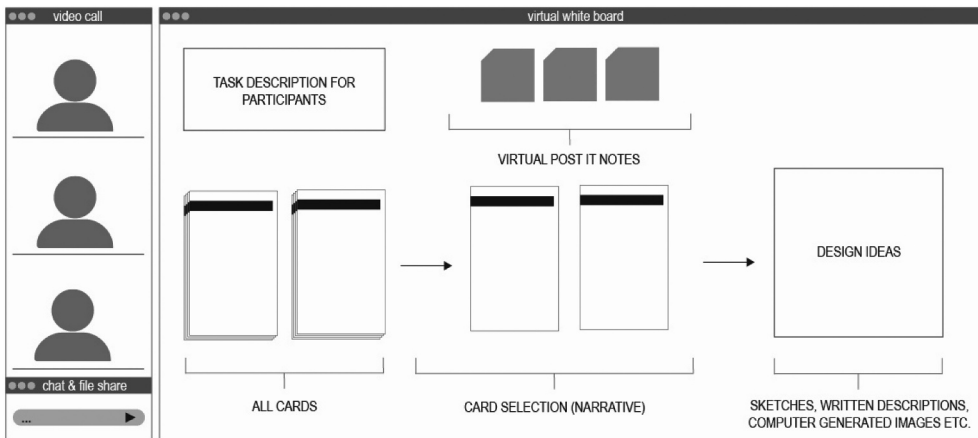 video call
virtual white board
TASK DESCRIPTION FOR
PARTICIPANTS
VIRTUAL POST IT NOTES
DESIGN IDEAS
ALL CARDS
CARD SELECTION (NARRATIVE)
SKETCHES, WRITTEN DESCRIPTIONS,
COMPUTER GENERATED IMAGES ETC.
chat & file share
...